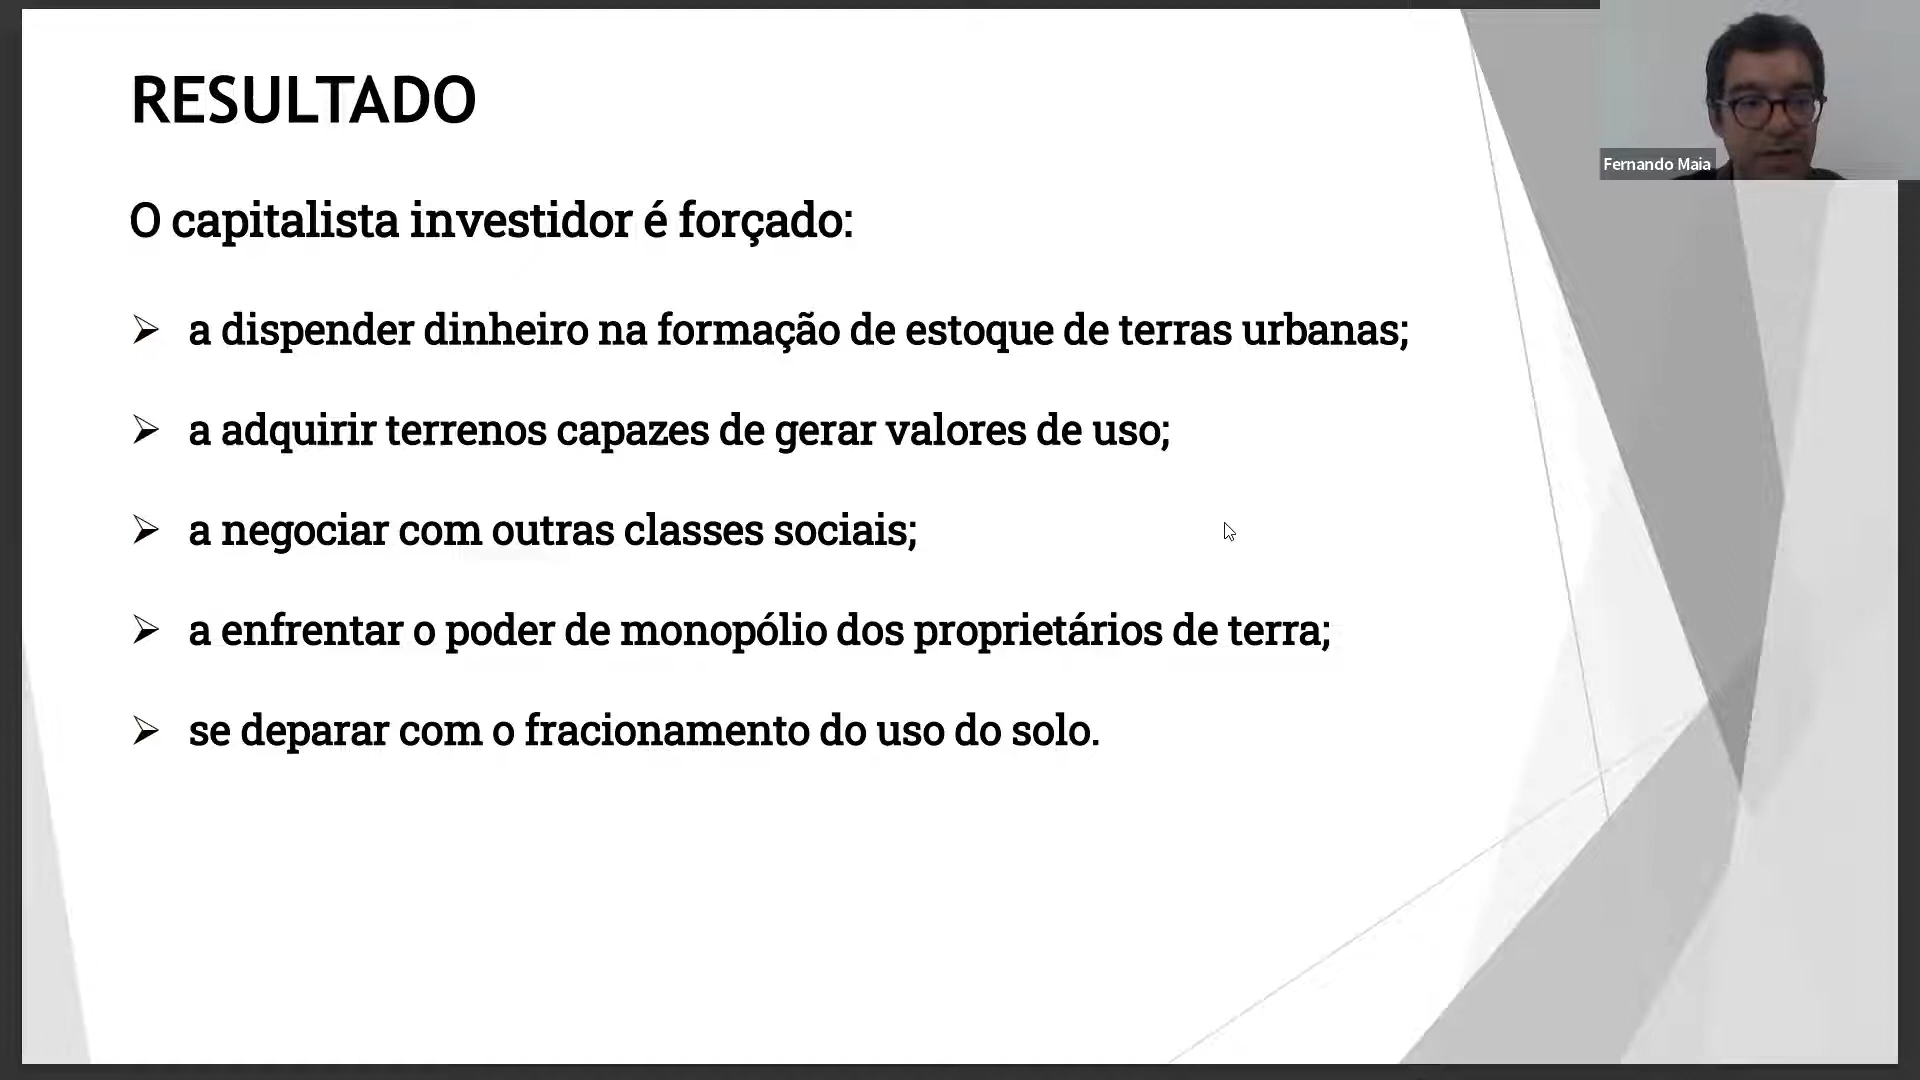 RESULTADO
Fernando Maia
O capitalista investidor é forçado:
a dispender dinheiro na formação de estoque de terras urbanas;
a adquirir terrenos capazes de gerar valores de uso;
a negociar com outras classes sociais;
a enfrentar o poder de monopólio dos proprietários de terra;
se deparar com o fracionamento do uso do solo.